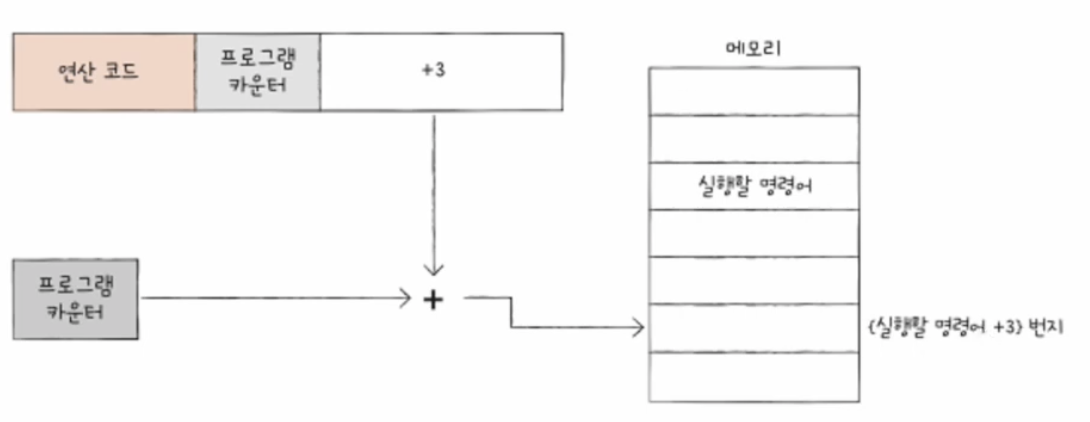 연산 코드
프로그램
카운터
+3
메모리
실행할 명령어
프로그램
카운터
+
{실행할 명령어 +3} 번지